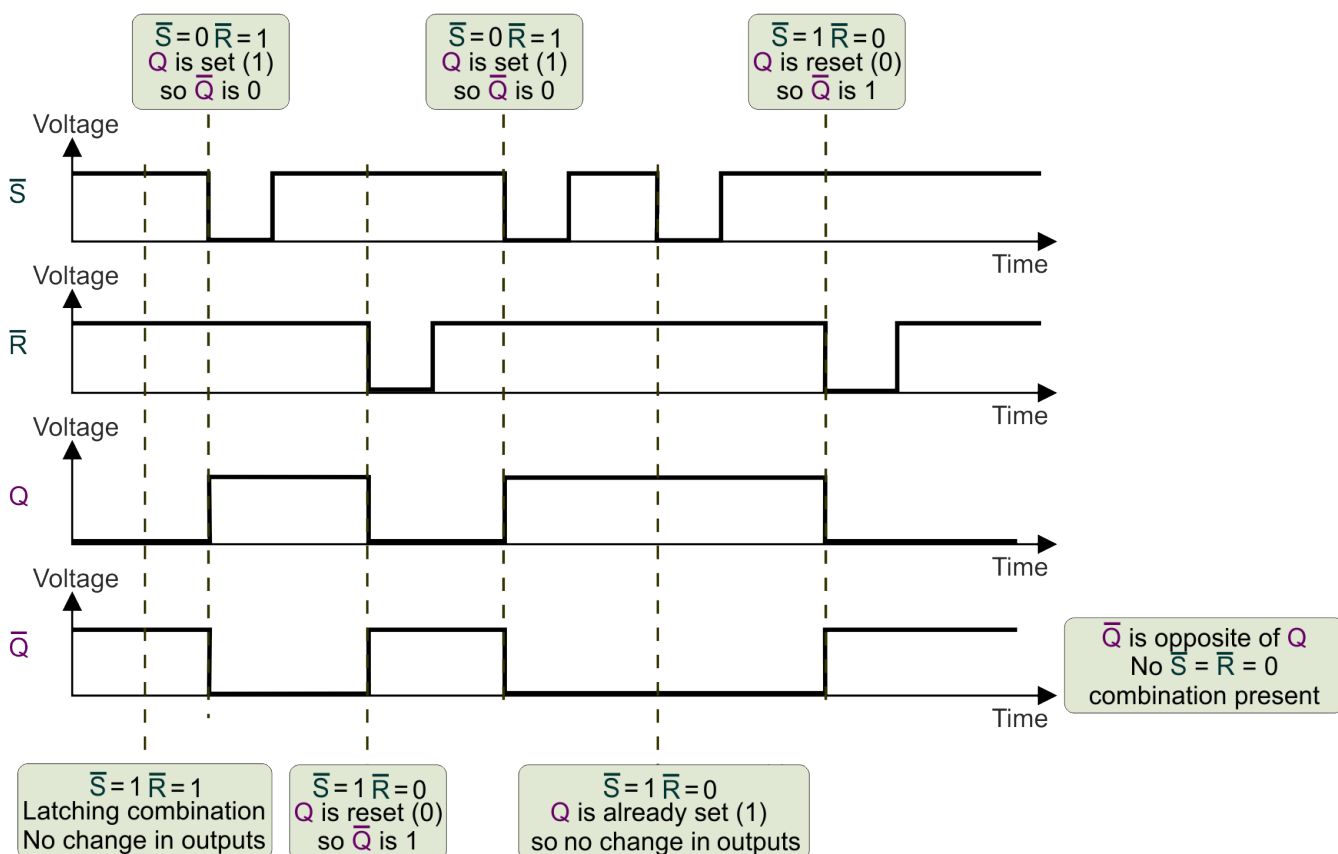 S̅ = 0 R̅ = 1
Q is set (1)
so Q̅ is 0
S̅ = 0 R̅ = 1
Q is set (1)
so Q̅ is 0
S̅ = 1 R̅ = 0
Q is reset (0)
so Q̅ is 1
Voltage
S̅
Time
Voltage
R̅
Time
Voltage
Q
Time
Voltage
Q̅
Time
Q̅ is opposite of Q
No S̅ = R̅ = 0
combination present
S̅ = 1 R̅ = 1
Latching combination
No change in outputs
S̅ = 1 R̅ = 0
Q is reset (0)
so Q̅ is 1
S̅ = 1 R̅ = 0
Q is already set (1)
so no change in outputs